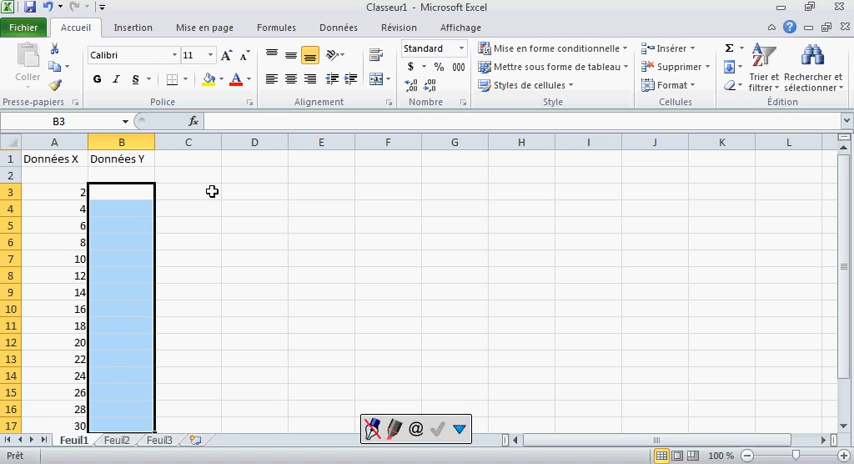 Classeur1 - Microsoft Excel
Fichier Accueil Insertion Mise en page Formules Données Révision Affichage
Calibri 11 Standard Mise en forme conditionnelle Insérer Σ
Coller G I S A $ % 000 Mettre sous forme de tableau Supprimer Trier et filtrer Rechercher et sélectionner
Styles de cellules Format
Presse-papiers Police Alignement Nombre Style Cellules Édition
B3 fx
A B C D E F G H I J K L
1 Données X Données Y
2
3 2
4 4
5 6
6 8
7 10
8 12
9 14
10 16
11 18
12 20
13 22
14 24
15 26
16 28
17 30
@
Feuil1 Feuil2 Feuil3
Prêt 100 %